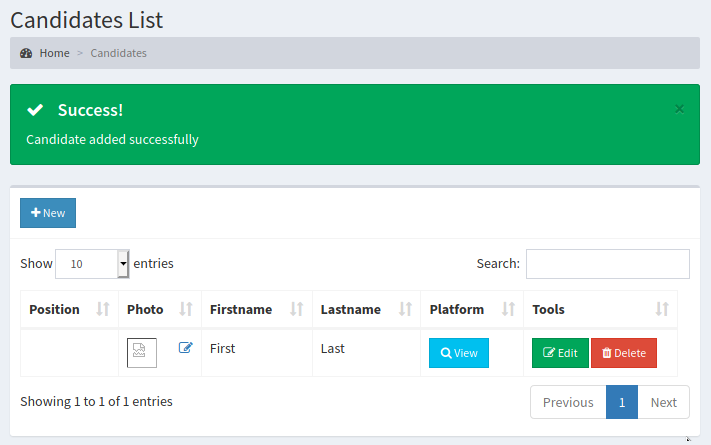 Candidates List
Home > Candidates
Success! ×
Candidate added successfully
New
Show 10 entries Search:
Position Photo Firstname Lastname Platform Tools
First Last View Edit Delete
Showing 1 to 1 of 1 entries Previous 1 Next